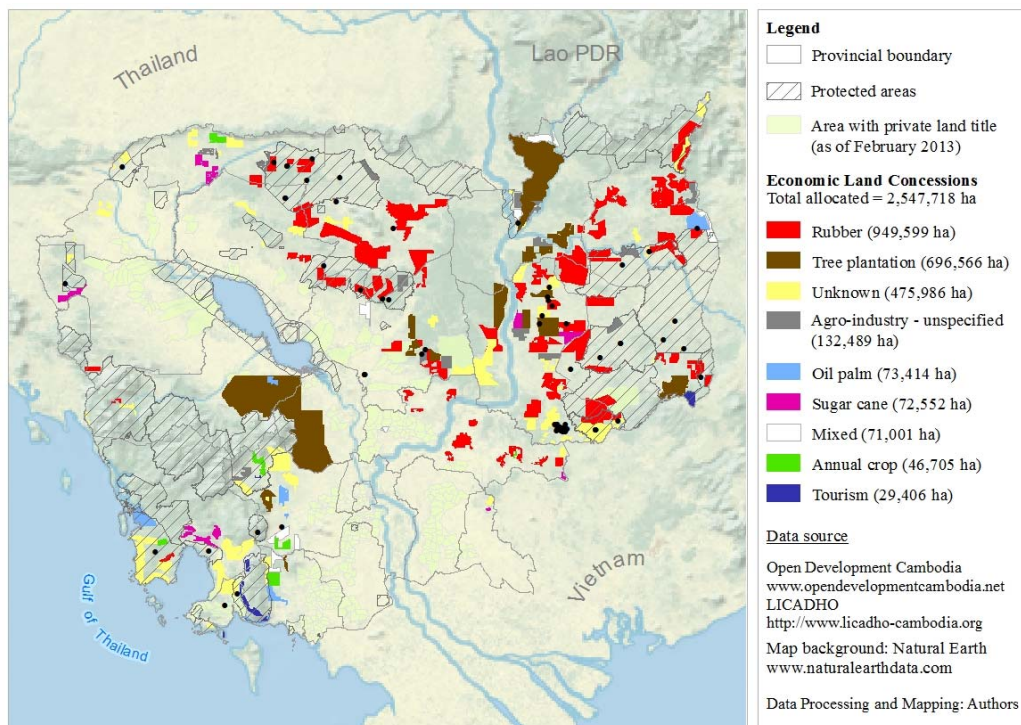 Thailand
Lao PDR
Vietnam
Gulf of Thailand
Legend
Provincial boundary
Protected areas
Area with private land title
(as of February 2013)
Economic Land Concessions
Total allocated = 2,547,718 ha
Rubber (949,599 ha)
Tree plantation (696,566 ha)
Unknown (475,986 ha)
Agro-industry - unspecified
(132,489 ha)
Oil palm (73,414 ha)
Sugar cane (72,552 ha)
Mixed (71,001 ha)
Annual crop (46,705 ha)
Tourism (29,406 ha)
Data source
Open Development Cambodia
www.opendevelopmentcambodia.net
LICADHO
http://www.licadho-cambodia.org
Map background: Natural Earth
www.naturalearthdata.com
Data Processing and Mapping: Authors